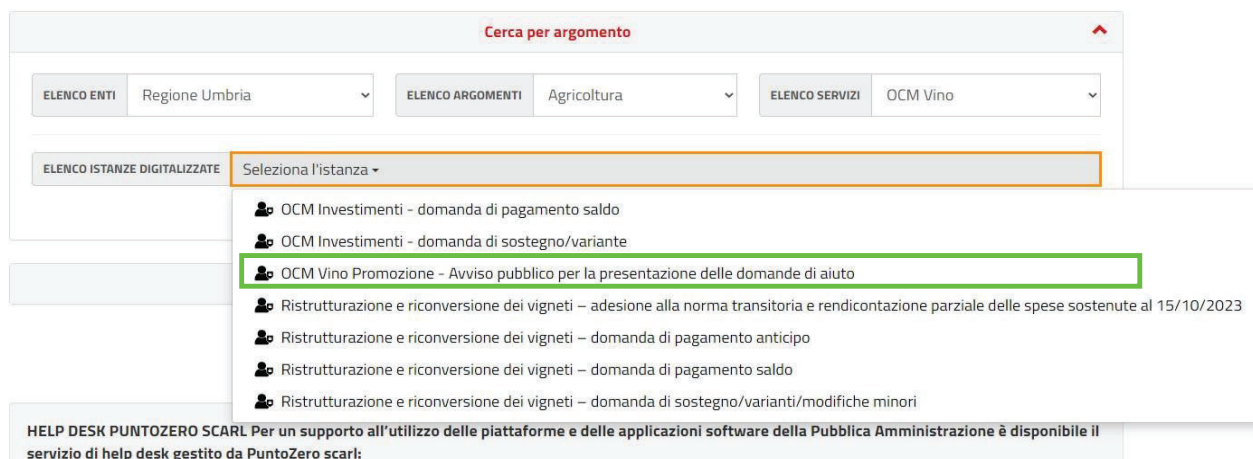 Cerca per argomento
ELENCO ENTI Regione Umbria ELENCO ARGOMENTI Agricoltura ELENCO SERVIZI OCM Vino
ELENCO ISTANZE DIGITALIZZATE Seleziona l'istanza
OCM Investimenti - domanda di pagamento saldo
OCM Investimenti - domanda di sostegno/variante
OCM Vino Promozione - Avviso pubblico per la presentazione delle domande di aiuto
Ristrutturazione e riconversione dei vigneti – adesione alla norma transitoria e rendicontazione parziale delle spese sostenute al 15/10/2023
Ristrutturazione e riconversione dei vigneti – domanda di pagamento anticipo
Ristrutturazione e riconversione dei vigneti – domanda di pagamento saldo
Ristrutturazione e riconversione dei vigneti – domanda di sostegno/varianti/modifiche minori
HELP DESK PUNTOZERO SCARL Per un supporto all'utilizzo delle piattaforme e delle applicazioni software della Pubblica Amministrazione è disponibile il
servizio di help desk gestito da PuntoZero scarl: